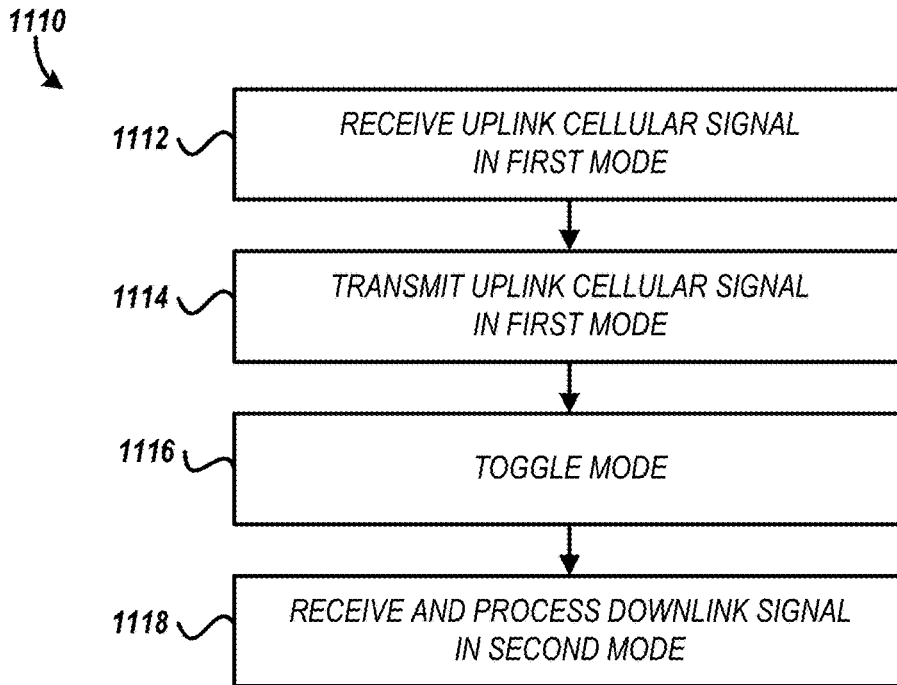 1110
1112
RECEIVE UPLINK CELLULAR SIGNAL
IN FIRST MODE
1114
TRANSMIT UPLINK CELLULAR SIGNAL
IN FIRST MODE
1116
TOGGLE MODE
1118
RECEIVE AND PROCESS DOWNLINK SIGNAL
IN SECOND MODE